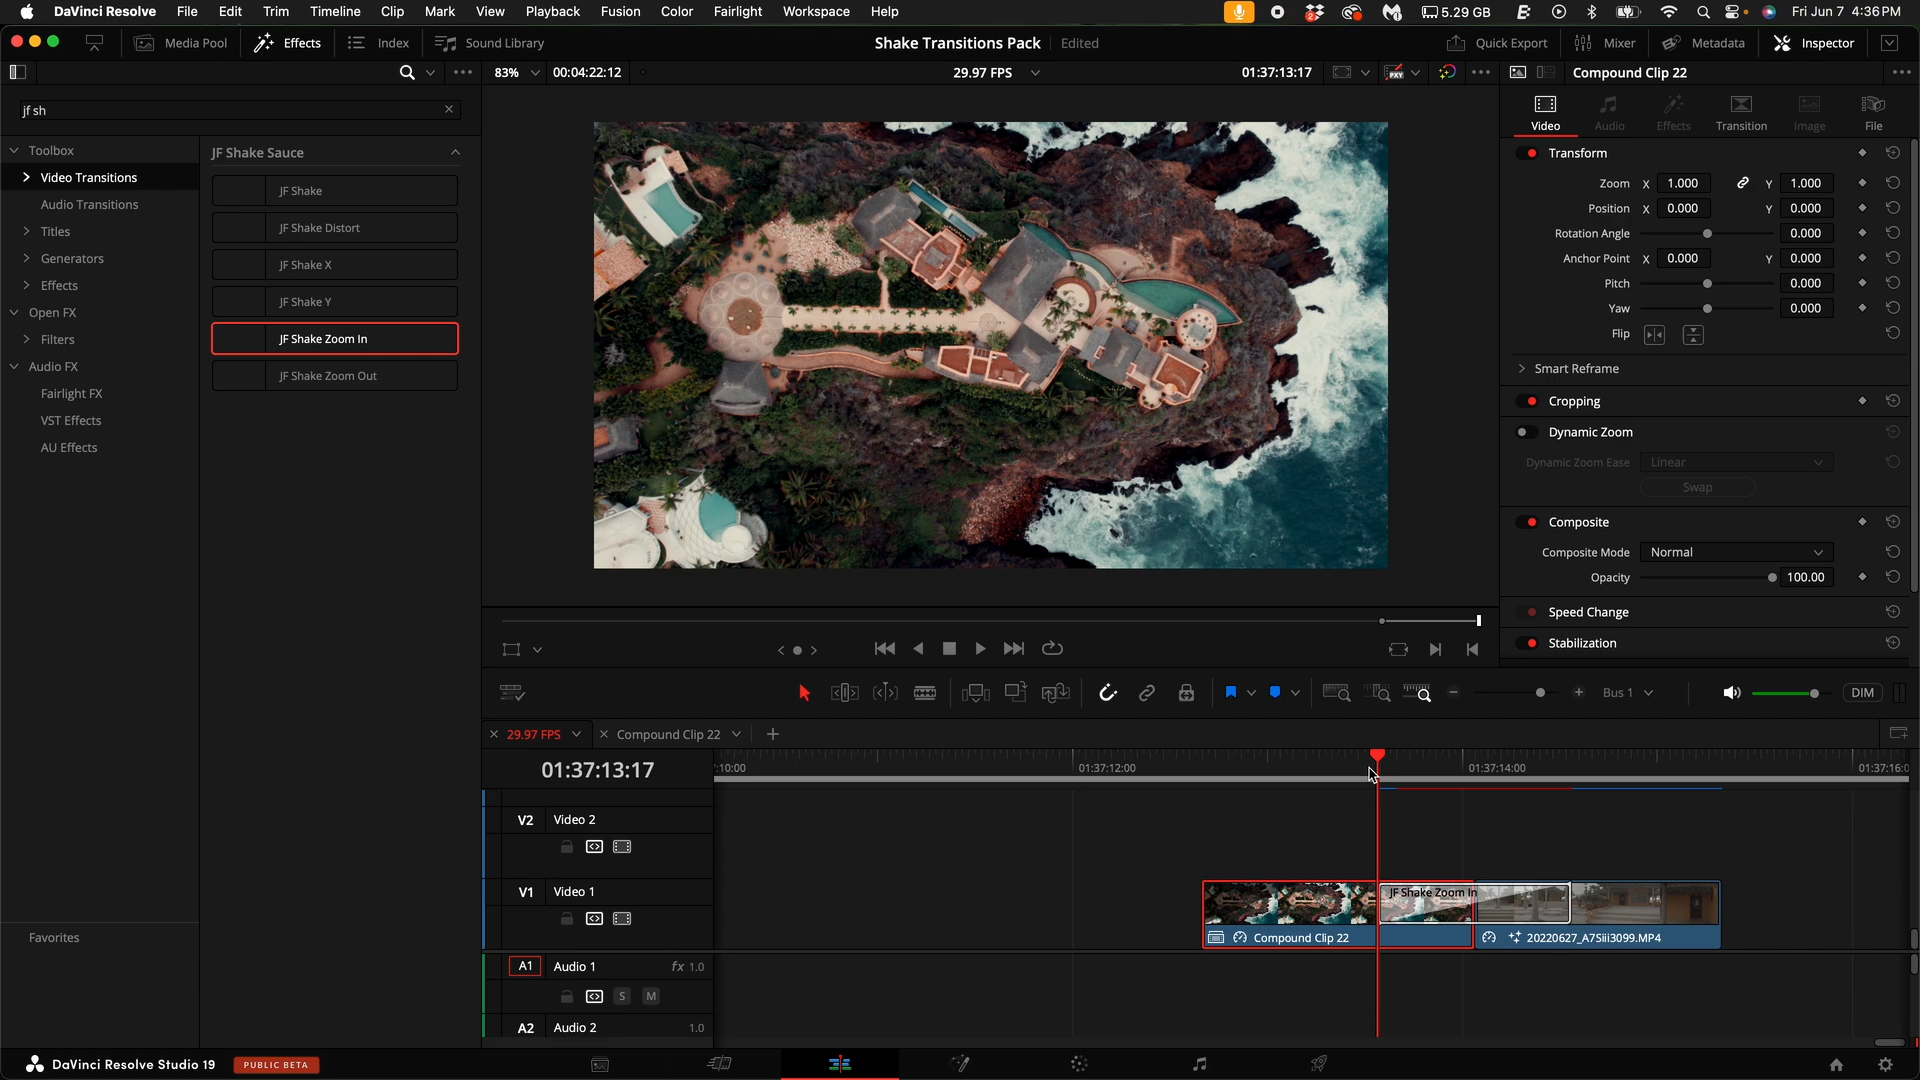 DaVinci Resolve File Edit Trim Timeline Clip Mark View Playback Fusion Color Fairlight Workspace Help 5.29 GB Fri Jun 7 4:36 PM
Media Pool Effects Index Sound Library Shake Transitions Pack Edited Quick Export Mixer Metadata Inspector
83% 00:04:22:12 29.97 FPS 01:37:13:17 PXY Compound Clip 22
jf sh
Video Audio Effects Transition Image File
Toolbox
Video Transitions
Audio Transitions
Titles
Generators
Effects
Open FX
Filters
Audio FX
Fairlight FX
VST Effects
AU Effects
Favorites
JF Shake Sauce
JF Shake
JF Shake Distort
JF Shake X
JF Shake Y
JF Shake Zoom In
JF Shake Zoom Out
Transform
Zoom X 1.000 Y 1.000
Position X 0.000 Y 0.000
Rotation Angle 0.000
Anchor Point X 0.000 Y 0.000
Pitch 0.000
Yaw 0.000
Flip
Smart Reframe
Cropping
Dynamic Zoom
Dynamic Zoom Ease Linear
Swap
Composite
Composite Mode Normal
Opacity 100.00
Speed Change
Stabilization
Bus 1 DIM
29.97 FPS Compound Clip 22
01:37:13:17 :10:00 01:37:12:00 01:37:14:00 01:37:16:0
V2 Video 2
V1 Video 1
JF Shake Zoom In
Compound Clip 22 20220627_A7Siii3099.MP4
A1 Audio 1 fx 1.0
S M
A2 Audio 2 1.0
DaVinci Resolve Studio 19 PUBLIC BETA